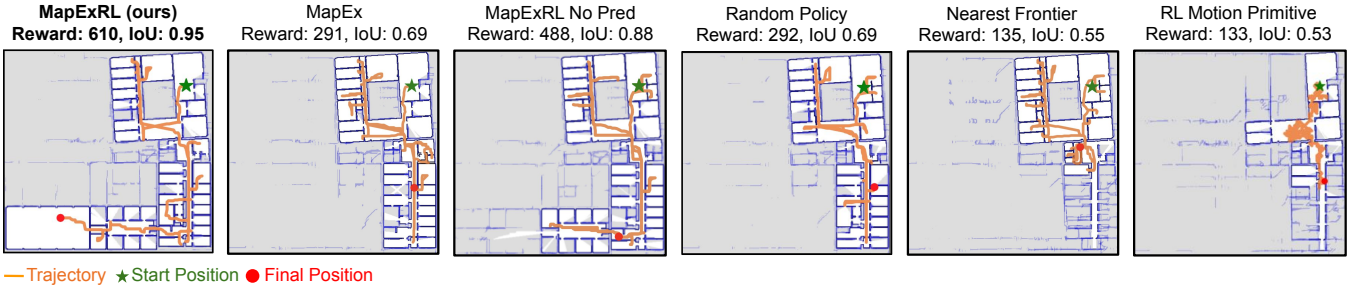 MapExRL (ours)
Reward: 610, IoU: 0.95
MapEx
Reward: 291, IoU: 0.69
MapExRL No Pred
Reward: 488, IoU: 0.88
Random Policy
Reward: 292, IoU 0.69
Nearest Frontier
Reward: 135, IoU: 0.55
RL Motion Primitive
Reward: 133, IoU: 0.53
Trajectory Start Position Final Position